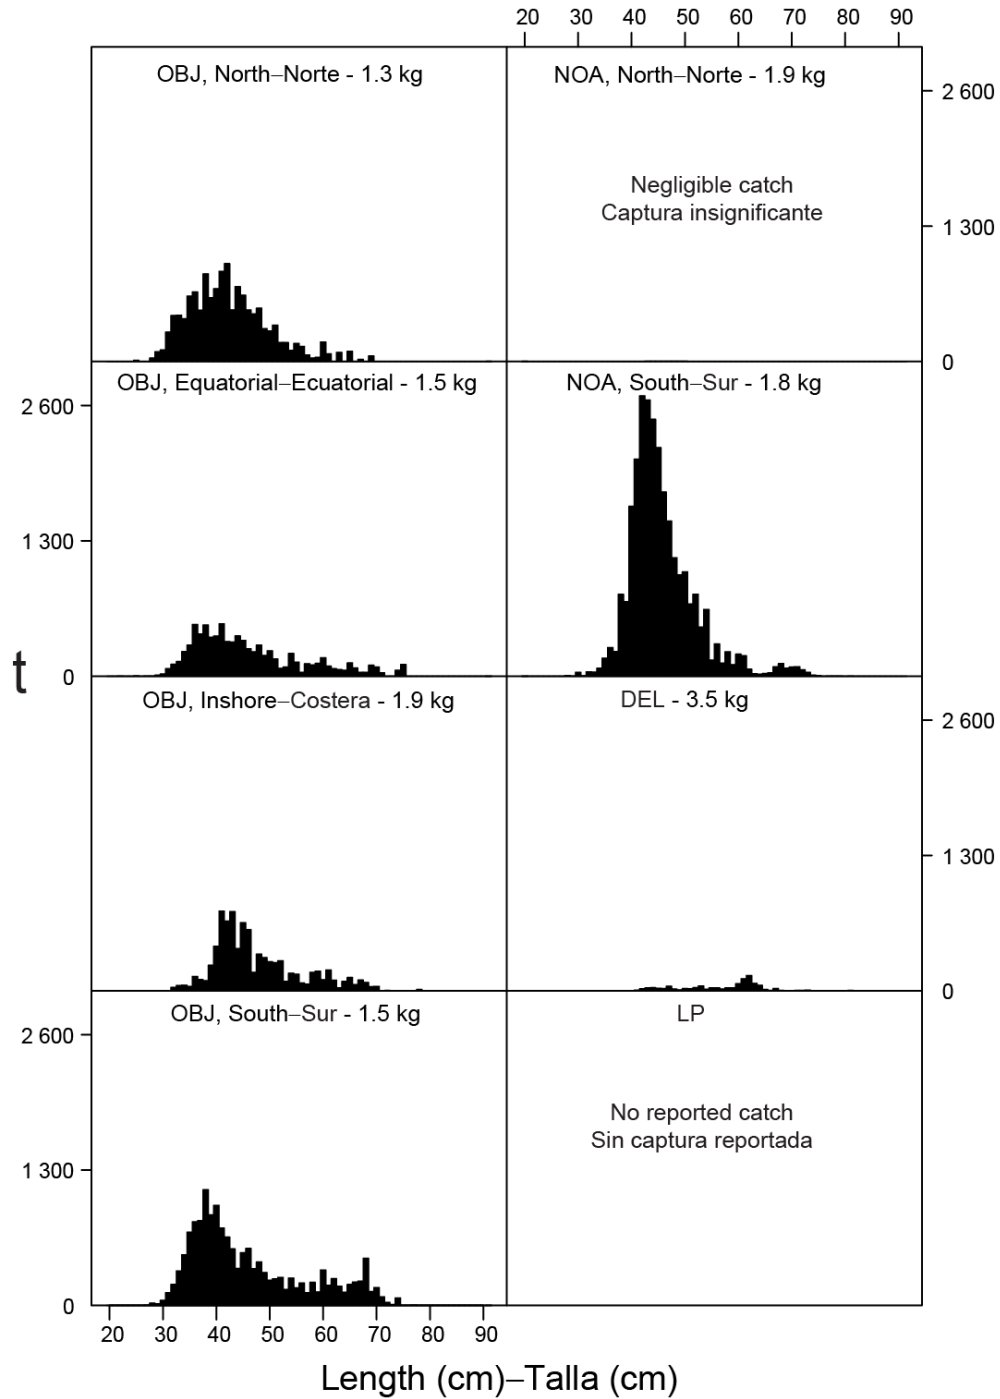 20 30 40 50 60 70 80 90
OBJ, North–Norte - 1.3 kg
NOA, North–Norte - 1.9 kg
2 600
Negligible catch
Captura insignificante
1 300
0
OBJ, Equatorial–Ecuatorial - 1.5 kg
NOA, South–Sur - 1.8 kg
2 600
1 300
t
0
OBJ, Inshore–Costera - 1.9 kg
DEL - 3.5 kg
2 600
1 300
0
OBJ, South–Sur - 1.5 kg
LP
2 600
No reported catch
Sin captura reportada
1 300
0
20 30 40 50 60 70 80 90
Length (cm)–Talla (cm)